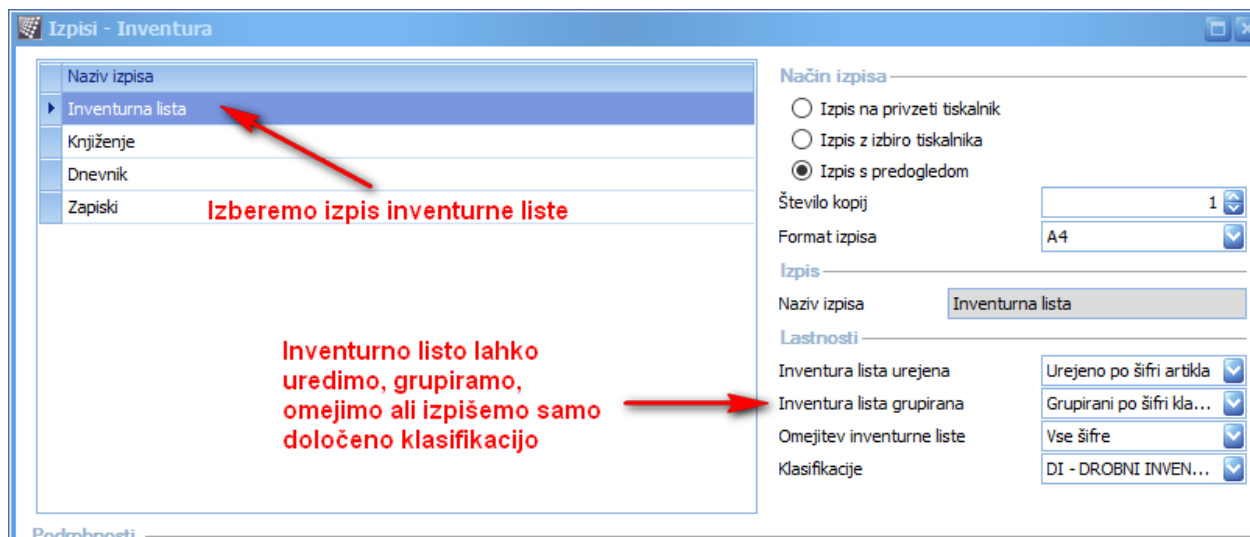 Izpisi - Inventura
Naziv izpisa
Inventurna lista
Knjiženje
Dnevnik
Zapiski
Izberemo izpis inventurne liste
Inventurno listo lahko
uredimo, grupiramo,
omejimo ali izpišemo samo
določeno klasifikacijo
Način izpisa
Izpis na privzeti tiskalnik
Izpis z izbiro tiskalnika
Izpis s predogledom
Število kopij 1
Format izpisa A4
Izpis
Naziv izpisa Inventurna lista
Lastnosti
Inventura lista urejena Urejeno po šifri artikla
Inventura lista grupirana Grupirani po šifri kla...
Omejitev inventurne liste Vse šifre
Klasifikacije DI - DROBNI INVEN...
Podrobnosti